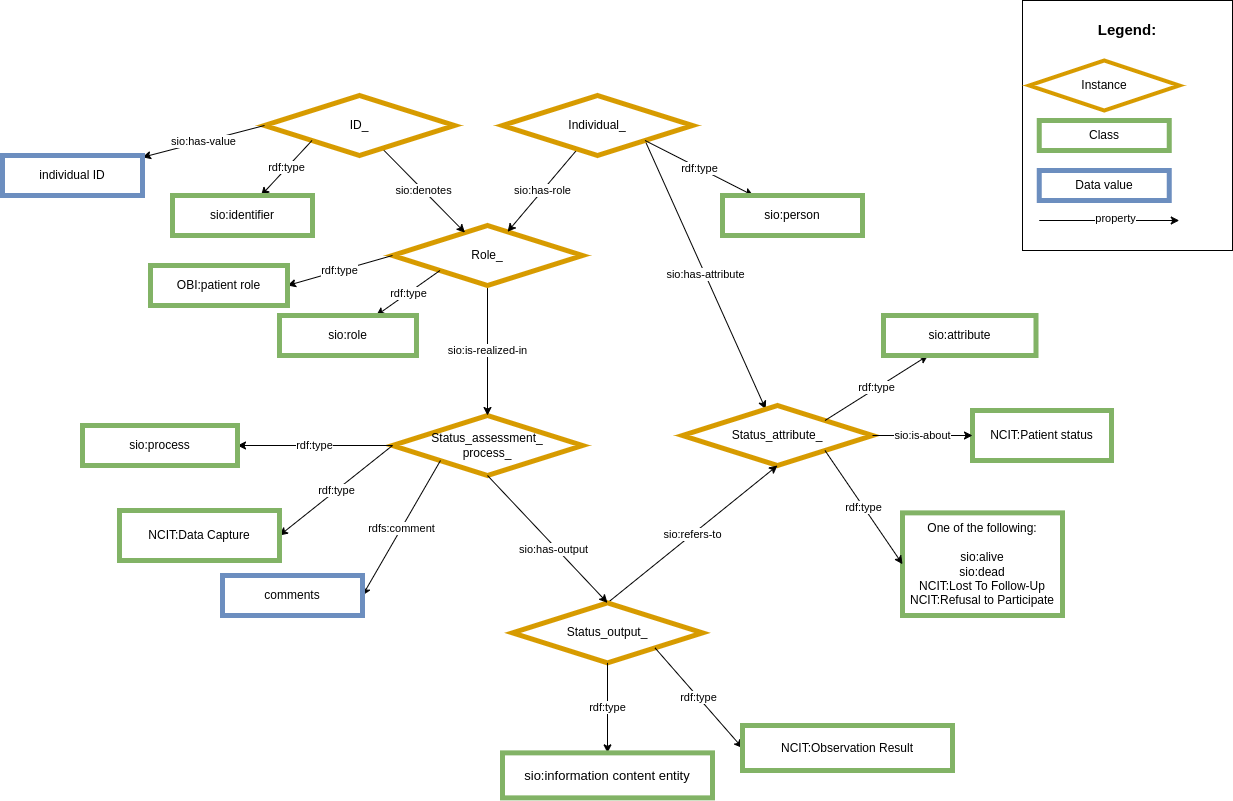 Legend:
Instance
Class
Data value
property
ID_
Individual_
sio:has-value
rdf:type
individual ID
sio:identifier
sio:denotes
sio:has-role
rdf:type
sio:person
Role_
sio:has-attribute
rdf:type
OBI:patient role
rdf:type
sio:role
sio:is-realized-in
sio:attribute
rdf:type
sio:process
rdf:type
Status_assessment_
process_
Status_attribute_
sio:is-about
NCIT:Patient status
rdf:type
NCIT:Data Capture
rdfs:comment
comments
sio:has-output
sio:refers-to
rdf:type
One of the following:
sio:alive
sio:dead
NCIT:Lost To Follow-Up
NCIT:Refusal to Participate
Status_output_
rdf:type
rdf:type
NCIT:Observation Result
sio:information content entity